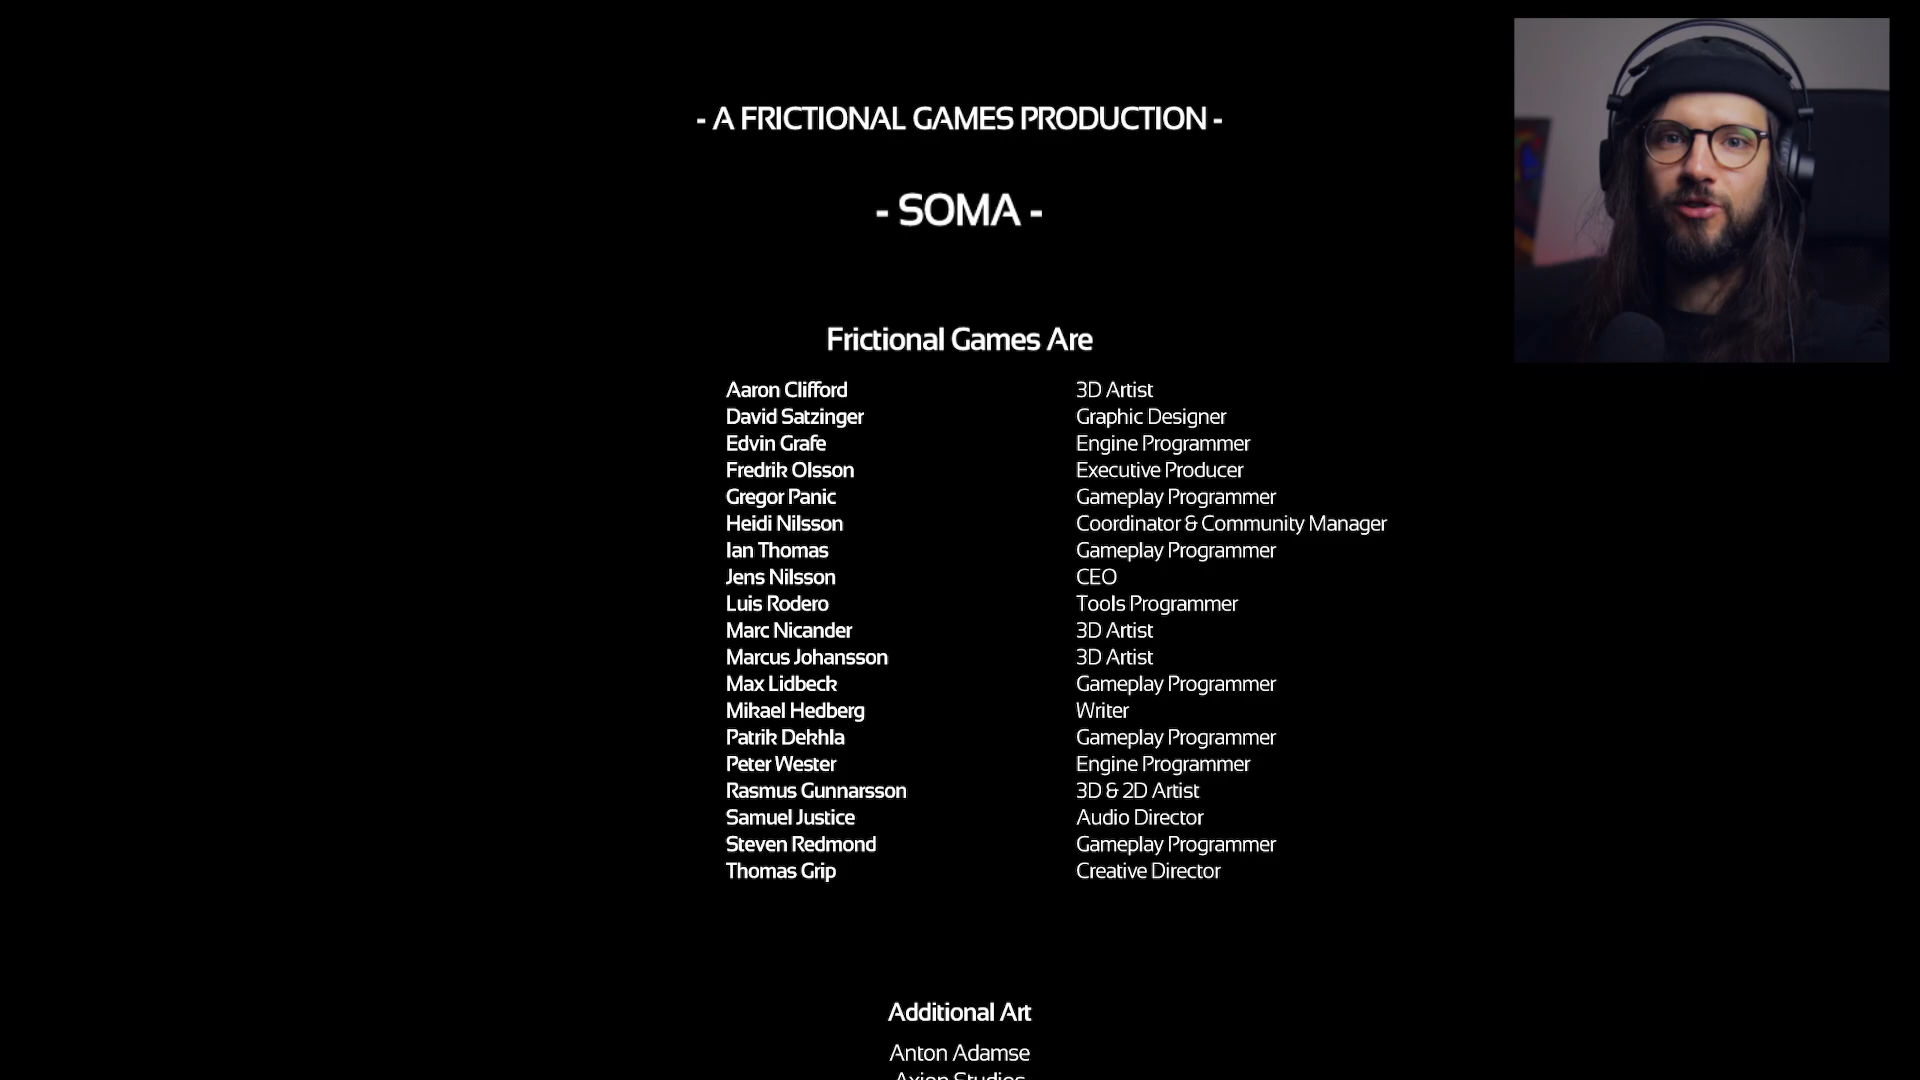 - A FRICTIONAL GAMES PRODUCTION -
- SOMA -
Frictional Games Are
Aaron Clifford 3D Artist
David Satzinger Graphic Designer
Edvin Grafe Engine Programmer
Fredrik Olsson Executive Producer
Gregor Panic Gameplay Programmer
Heidi Nilsson Coordinator & Community Manager
Ian Thomas Gameplay Programmer
Jens Nilsson CEO
Luis Rodero Tools Programmer
Marc Nicander 3D Artist
Marcus Johansson 3D Artist
Max Lidbeck Gameplay Programmer
Mikael Hedberg Writer
Patrik Dekhla Gameplay Programmer
Peter Wester Engine Programmer
Rasmus Gunnarsson 3D & 2D Artist
Samuel Justice Audio Director
Steven Redmond Gameplay Programmer
Thomas Grip Creative Director
Additional Art
Anton Adamse
Axion Studios